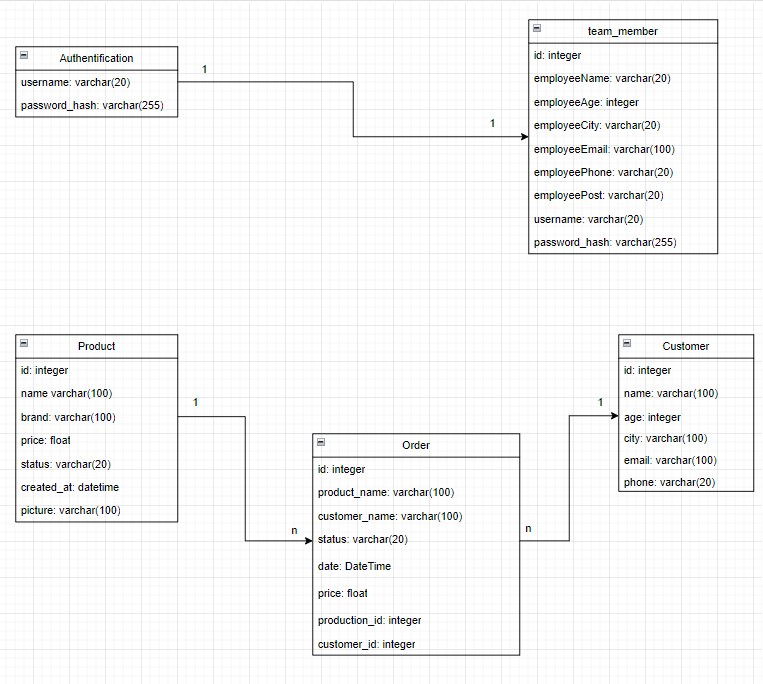 Authentification
username: varchar(20)
password_hash: varchar(255)
1
1
team_member
id: integer
employeeName: varchar(20)
employeeAge: integer
employeeCity: varchar(20)
employeeEmail: varchar(100)
employeePhone: varchar(20)
employeePost: varchar(20)
username: varchar(20)
password_hash: varchar(255)
Product
id: integer
name varchar(100)
brand: varchar(100)
price: float
status: varchar(20)
created_at: datetime
picture: varchar(100)
1
n
Order
id: integer
product_name: varchar(100)
customer_name: varchar(100)
status: varchar(20)
date: DateTime
price: float
production_id: integer
customer_id: integer
n
1
Customer
id: integer
name: varchar(100)
age: integer
city: varchar(100)
email: varchar(100)
phone: varchar(20)